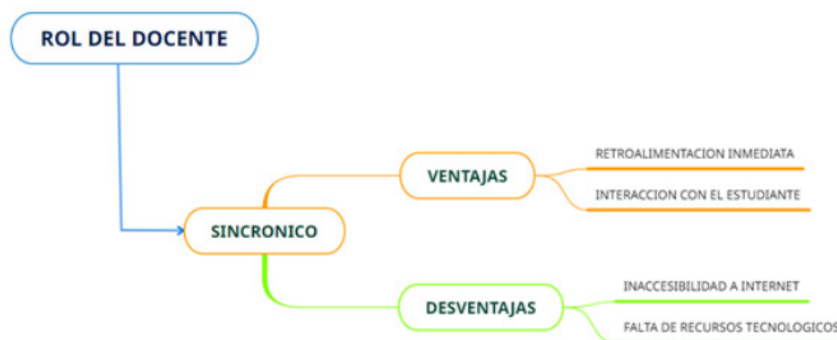 ROL DEL DOCENTE
SINCRONICO
VENTAJAS
RETROALIMENTACION INMEDIATA
INTERACCION CON EL ESTUDIANTE
DESVENTAJAS
INACCESIBILIDAD A INTERNET
FALTA DE RECURSOS TECNOLOGICOS